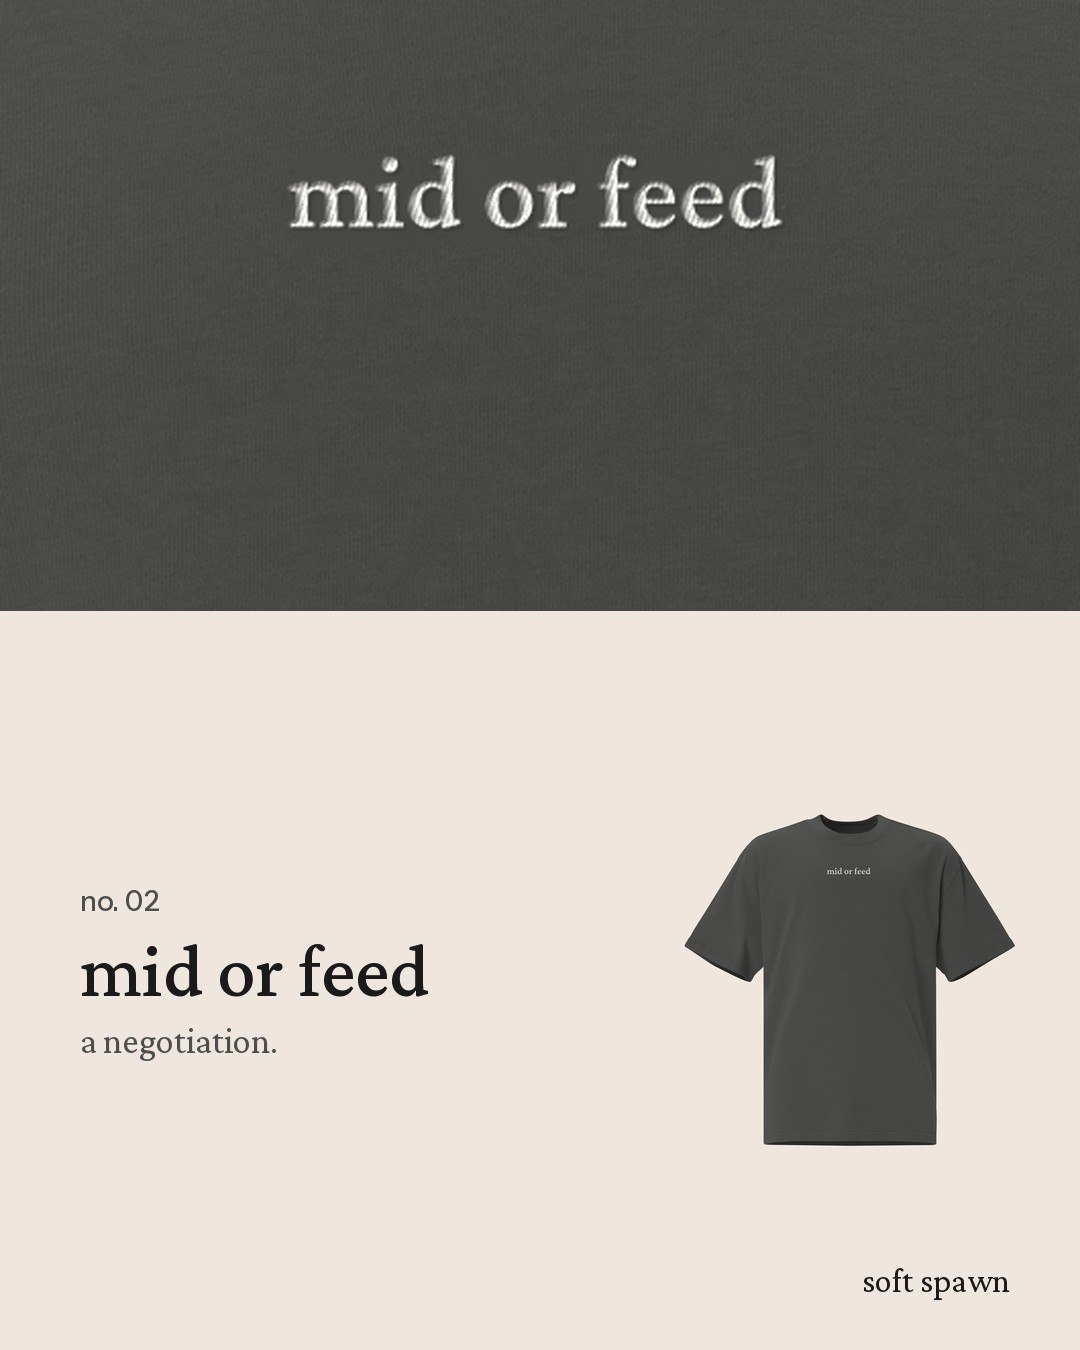 mid or feed
no. 02
mid or feed
a negotiation.
mid or feed
soft spawn